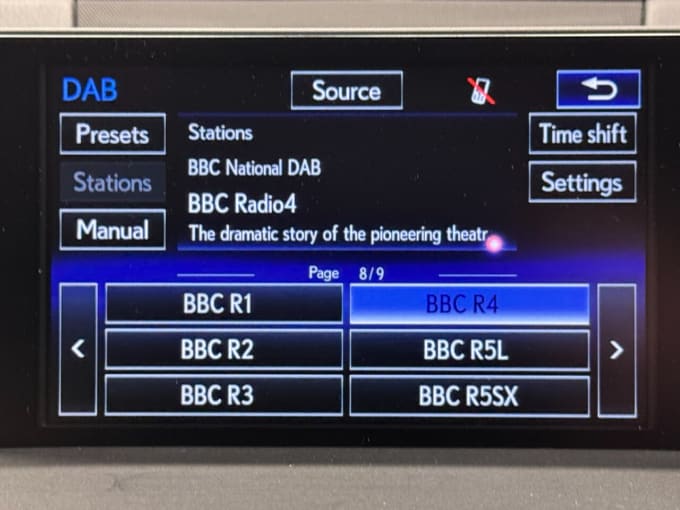 DAB
Source
Presets
Stations
Time shift
Stations
BBC National DAB
Settings
BBC Radio4
Manual
The dramatic story of the pioneering theatr
Page 8/9
<
BBC R1
BBC R4
BBC R2
BBC R5L
>
BBC R3
BBC R5SX